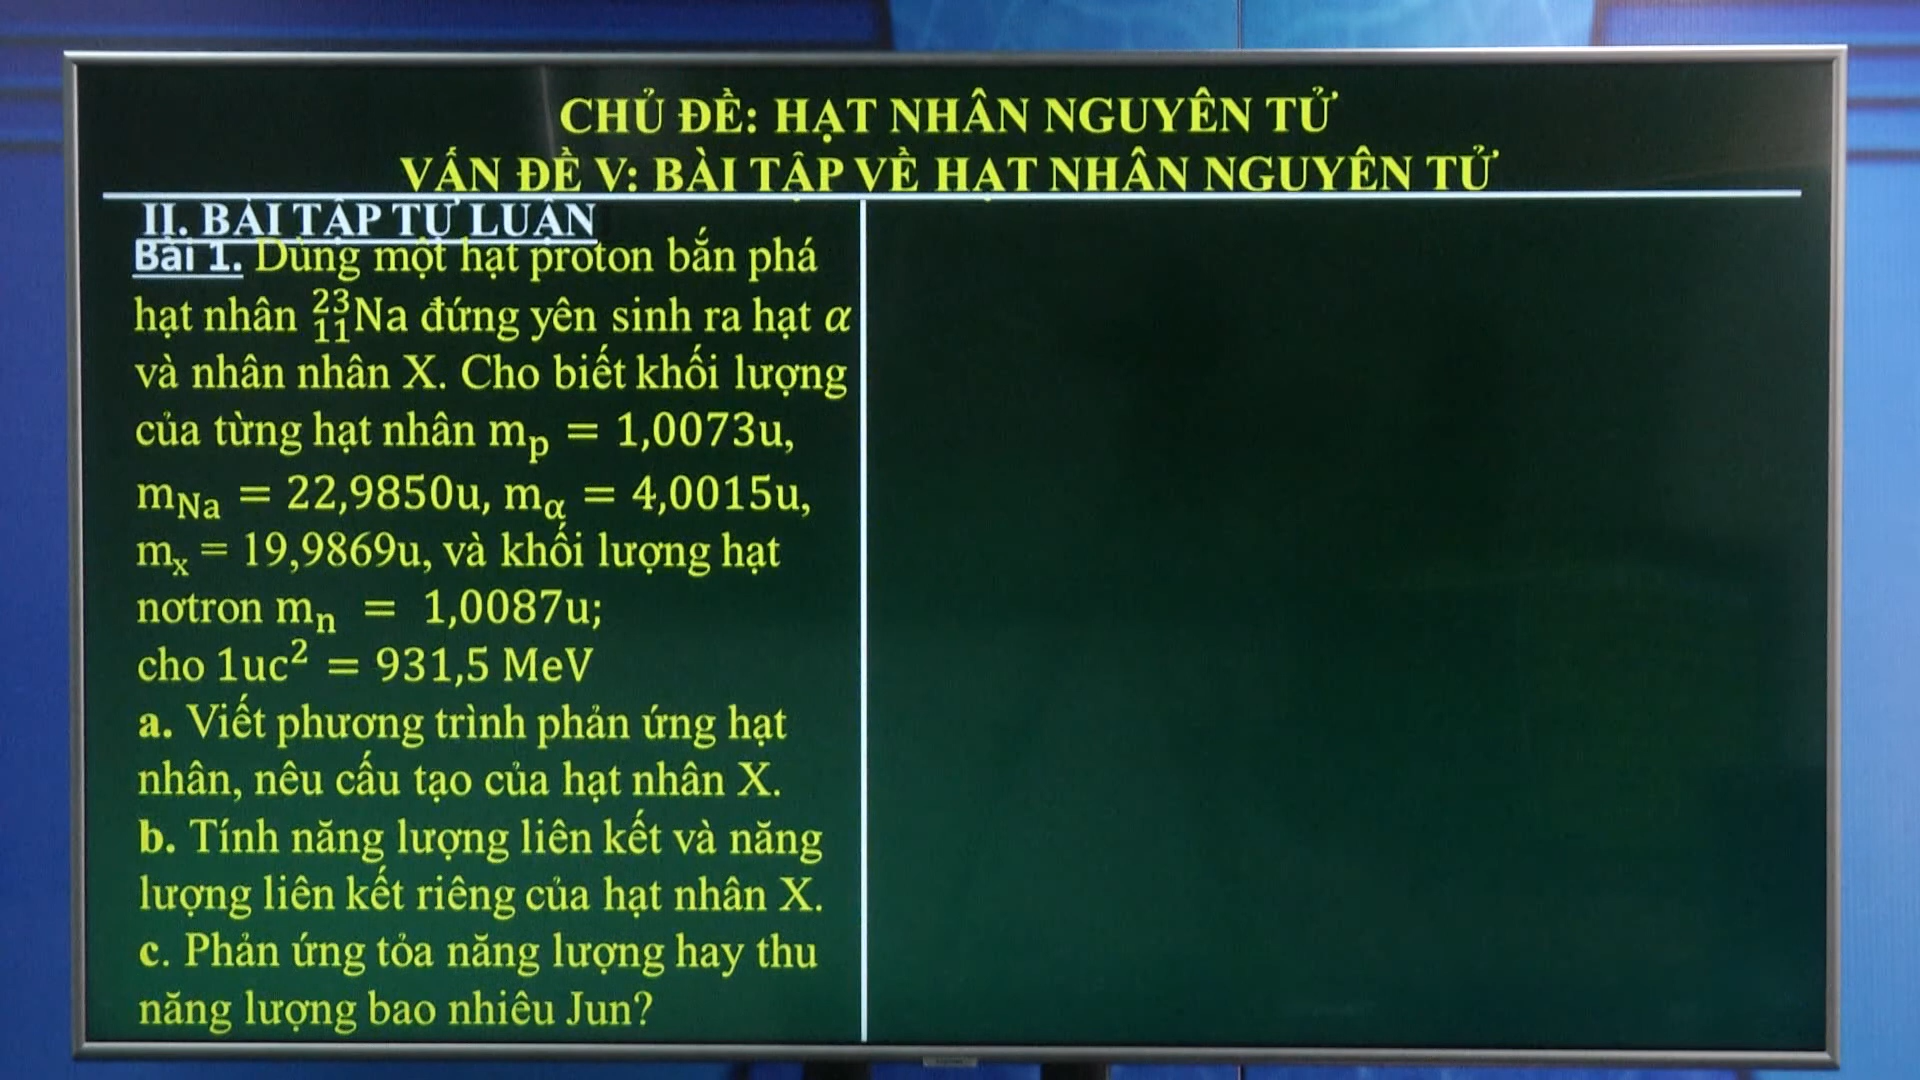 CHỦ ĐỀ: HẠT NHÂN NGUYÊN TỬ
VẤN ĐỀ V: BÀI TẬP VỀ HẠT NHÂN NGUYÊN TỬ
II. BÀI TẬP TỰ LUẬN
Bài 1. Dùng một hạt proton bắn phá
hạt nhân ²³₁₁Na đứng yên sinh ra hạt α
và nhân nhân X. Cho biết khối lượng
của từng hạt nhân mₚ = 1,0073u,
m_Na = 22,9850u, m_α = 4,0015u,
mₓ = 19,9869u, và khối lượng hạt
nơtron mₙ = 1,0087u;
cho 1uc² = 931,5 MeV
a. Viết phương trình phản ứng hạt
nhân, nêu cấu tạo của hạt nhân X.
b. Tính năng lượng liên kết và năng
lượng liên kết riêng của hạt nhân X.
c. Phản ứng tỏa năng lượng hay thu
năng lượng bao nhiêu Jun?